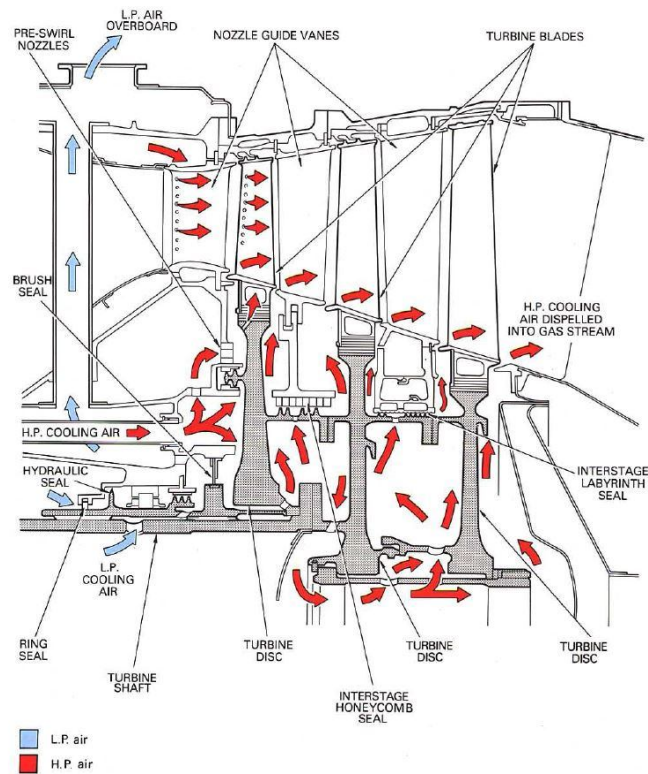 L.P. AIR
OVERBOARD
PRE-SWIRL
NOZZLES
NOZZLE GUIDE VANES
TURBINE BLADES
BRUSH
SEAL
H.P. COOLING
AIR DISPELLED
INTO GAS STREAM
H.P. COOLING AIR
HYDRAULIC
SEAL
INTERSTAGE
LABYRINTH
SEAL
L.P.
COOLING
AIR
RING
SEAL
TURBINE
SHAFT
TURBINE
DISC
TURBINE
DISC
TURBINE
DISC
INTERSTAGE
HONEYCOMB
SEAL
L.P. air
H.P. air